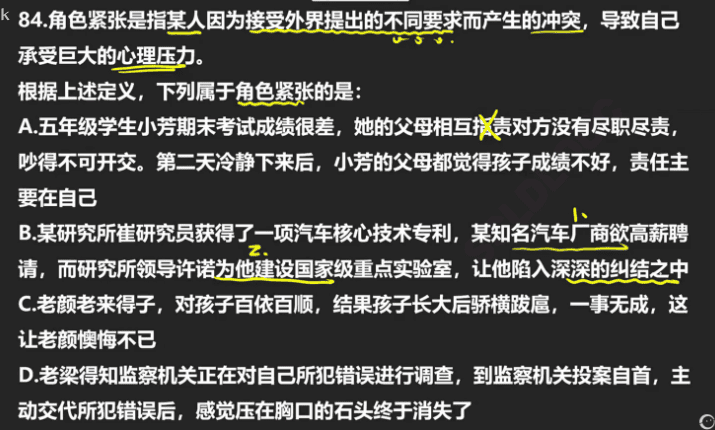 k
84.角色紧张是指某人因为接受外界提出的不同要求而产生的冲突，导致自己
承受巨大的心理压力。
根据上述定义，下列属于角色紧张的是：
A.五年级学生小芳期末考试成绩很差，她的父母相互指责对方没有尽职尽责，
吵得不可开交。第二天冷静下来后，小芳的父母都觉得孩子成绩不好，责任主
要在自己
1.
B.某研究所崔研究员获得了一项汽车核心技术专利，某知名汽车厂商欲高薪聘
2.
请，而研究所领导许诺为他建设国家级重点实验室，让他陷入深深的纠结之中
C.老颜老来得子，对孩子百依百顺，结果孩子长大后骄横跋扈，一事无成，这
让老颜懊悔不已
D.老梁得知监察机关正在对自己所犯错误进行调查，到监察机关投案自首，主
动交代所犯错误后，感觉压在胸口的石头终于消失了